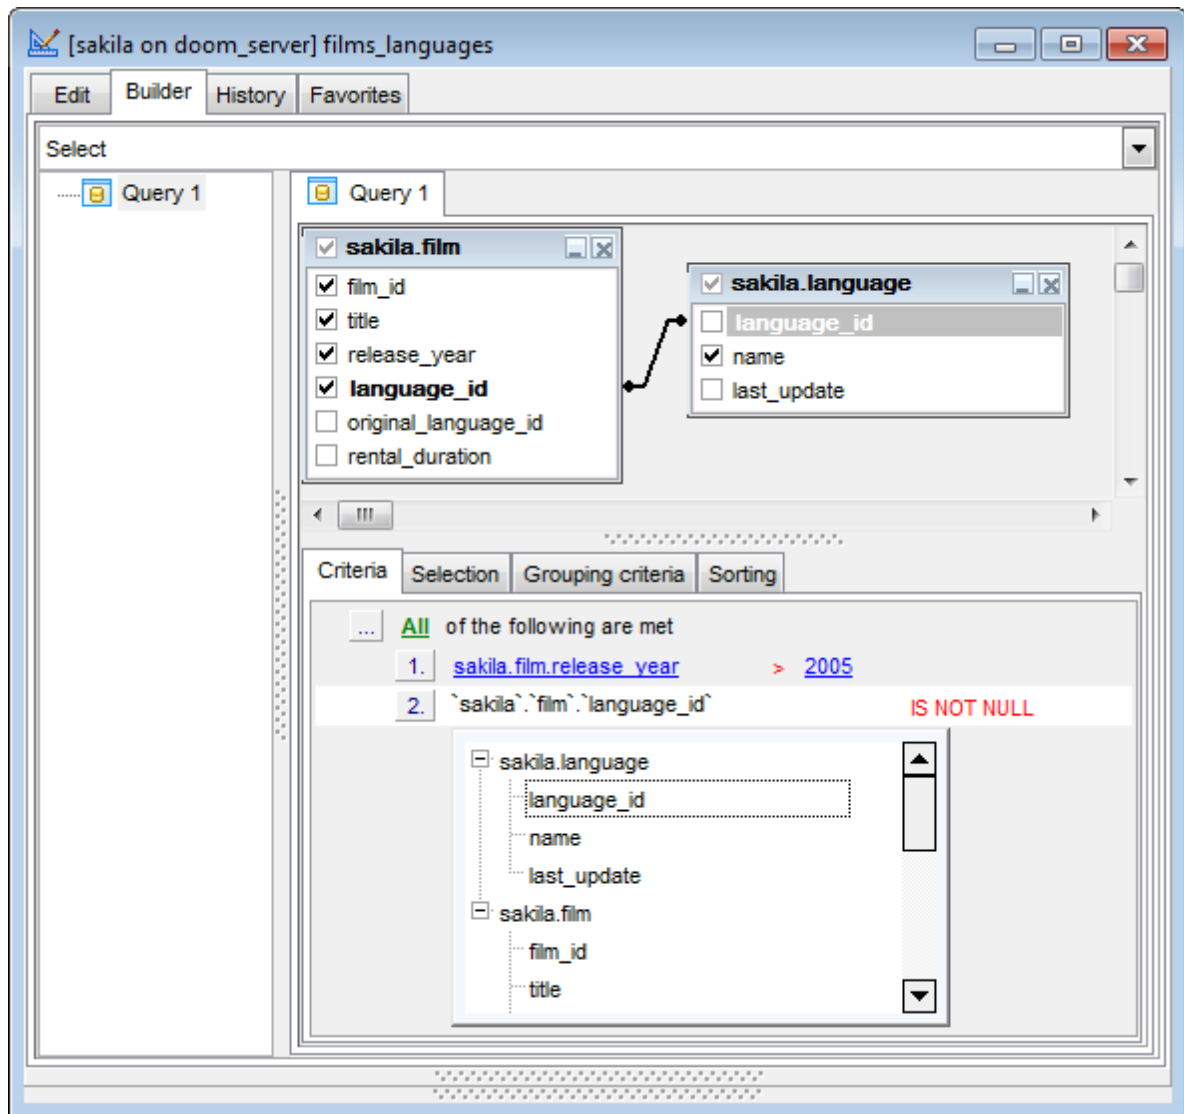 [sakila on doom_server] films_languages
Edit Builder History Favorites
Select
Query 1
Query 1
sakila.film
film_id
title
release_year
language_id
original_language_id
rental_duration
sakila.language
language_id
name
last_update
Criteria Selection Grouping criteria Sorting
... All of the following are met
1. sakila.film.release_year > 2005
2. `sakila`.`film`.`language_id` IS NOT NULL
sakila.language
language_id
name
last_update
sakila.film
film_id
title